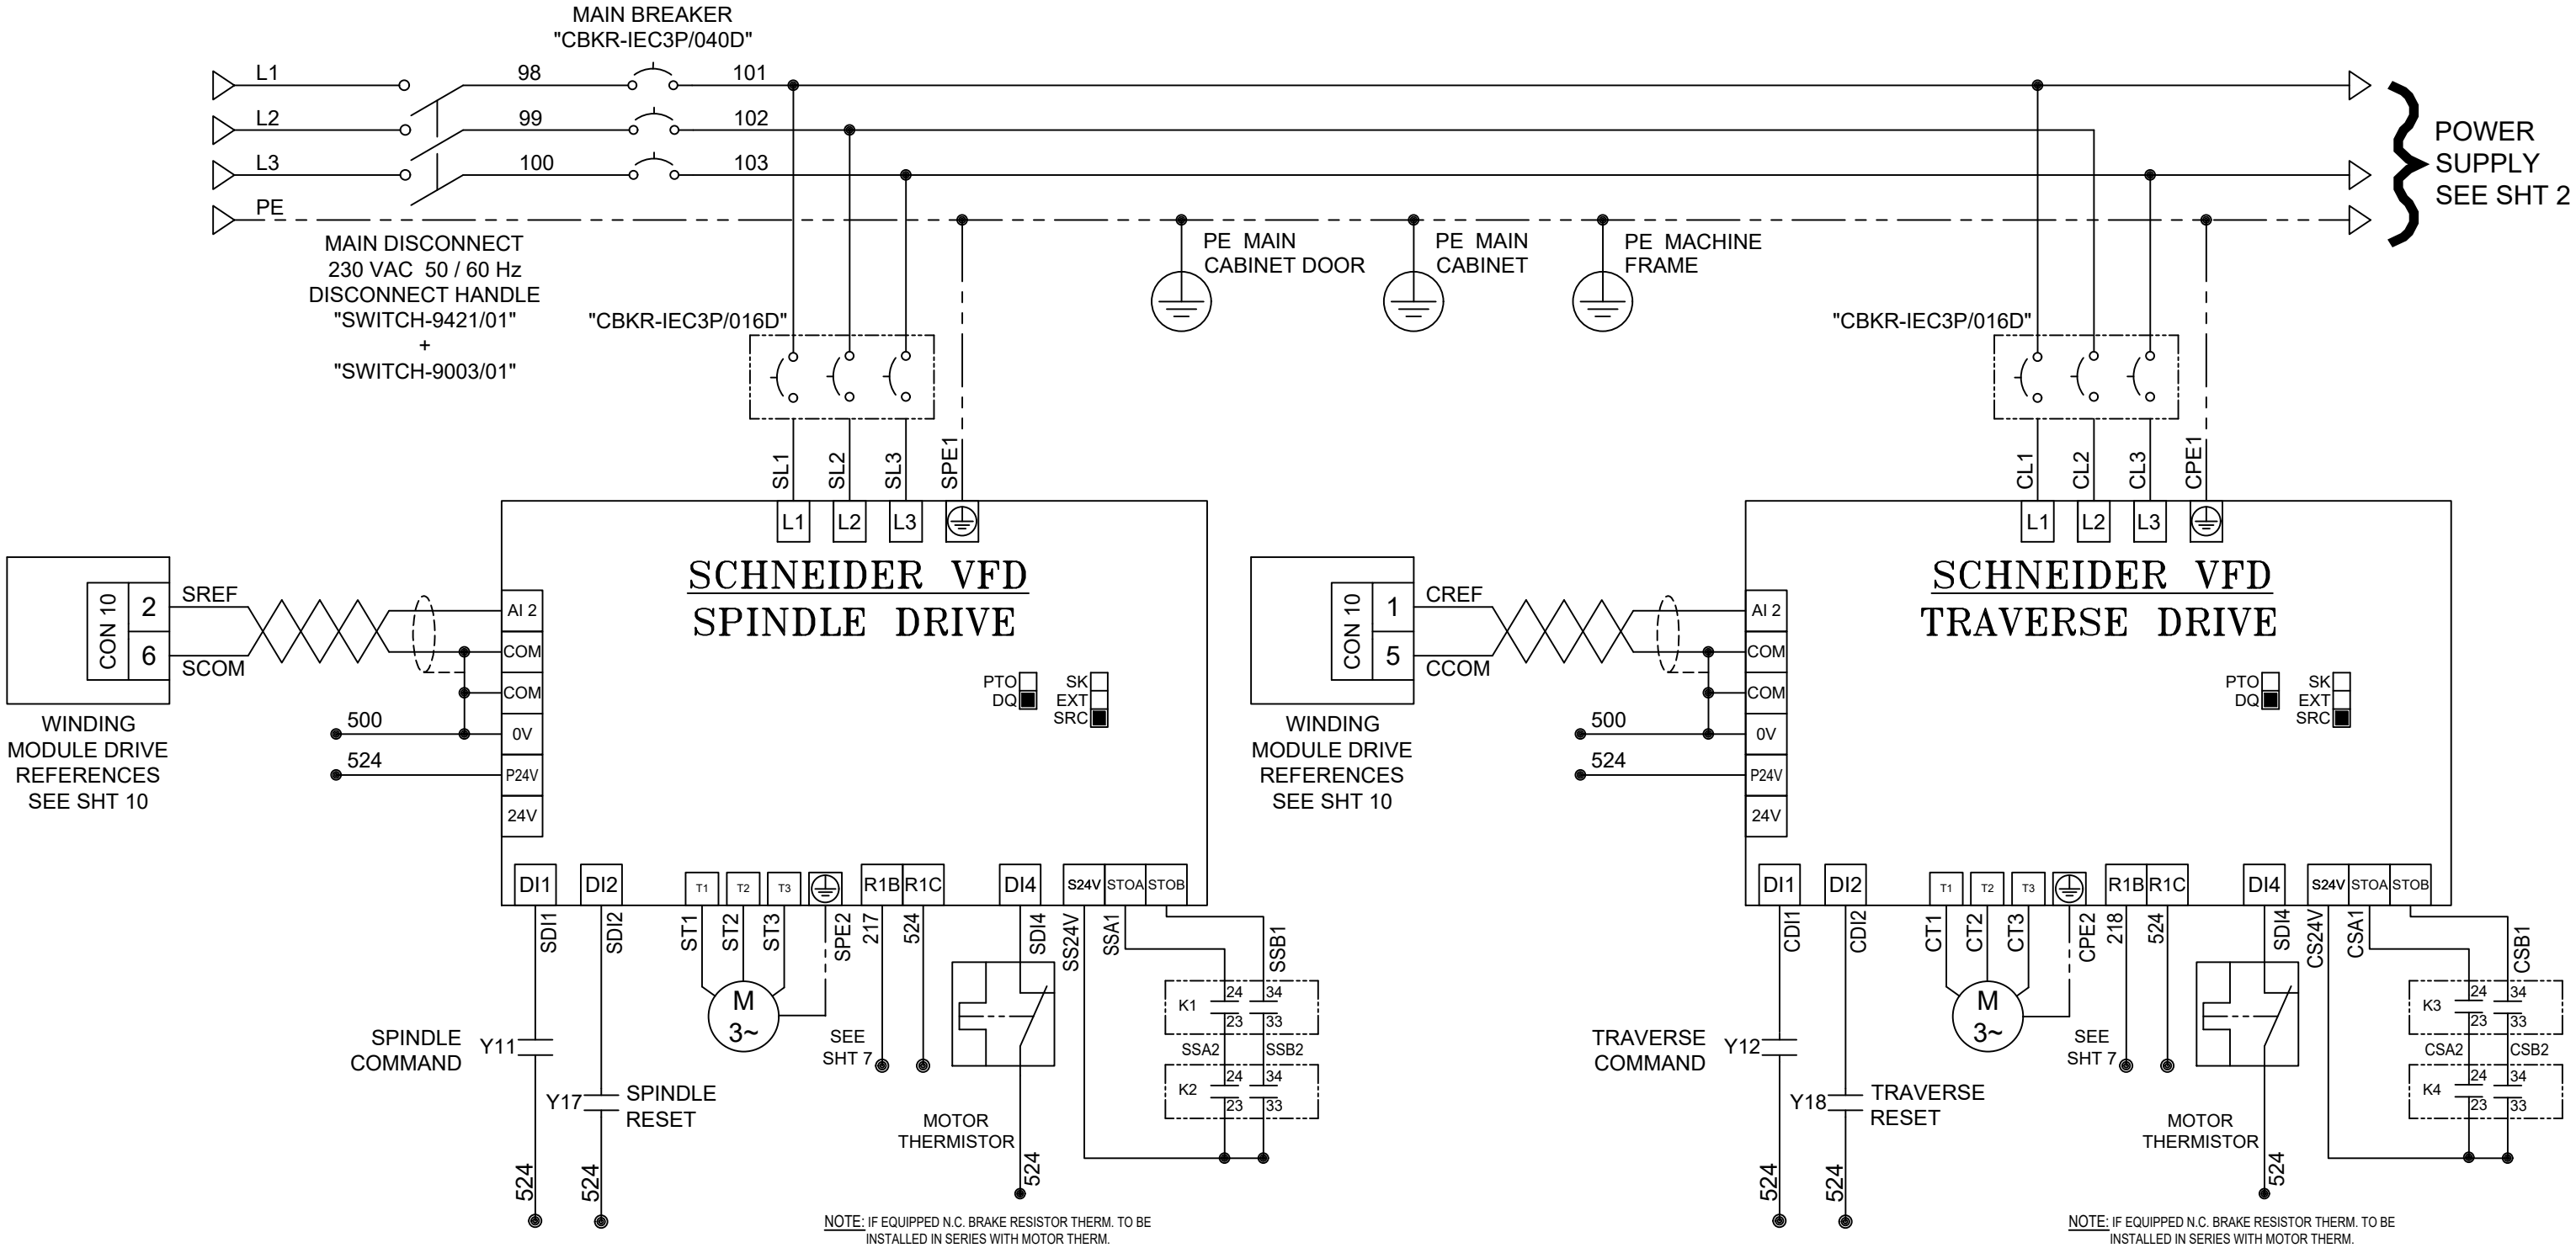 MAIN BREAKER
"CBKR-IEC3P/040D"
L1
98
101
L2
99
102
L3
100
103
PE
POWER
SUPPLY
SEE SHT 2
MAIN DISCONNECT
230 VAC 50 / 60 Hz
DISCONNECT HANDLE
"SWITCH-9421/01"
+
"SWITCH-9003/01"
PE MAIN
CABINET DOOR
PE MAIN
CABINET
PE MACHINE
FRAME
"CBKR-IEC3P/016D"
SL1
SL2
SL3
SPE1
L1
L2
L3
SCHNEIDER VFD
SPINDLE DRIVE
CON 10
2
6
SREF
SCOM
WINDING
MODULE DRIVE
REFERENCES
SEE SHT 10
500
524
AI 2
COM
COM
0V
P24V
24V
PTO
DQ
SK
EXT
SRC
DI1
DI2
T1
T2
T3
R1B
R1C
DI4
S24V
STOA
STOB
SDI1
SDI2
ST1
ST2
ST3
SPE2
217
524
SDI4
SS24V
SSA1
SSB1
M
3~
SPINDLE
COMMAND
Y11
Y17
SPINDLE
RESET
SEE
SHT 7
MOTOR
THERMISTOR
K1
24
34
23
33
SSA2
SSB2
K2
24
34
23
33
524
524
524
NOTE: IF EQUIPPED N.C. BRAKE RESISTOR THERM. TO BE
INSTALLED IN SERIES WITH MOTOR THERM.
"CBKR-IEC3P/016D"
CL1
CL2
CL3
CPE1
L1
L2
L3
SCHNEIDER VFD
TRAVERSE DRIVE
CON 10
1
5
CREF
CCOM
WINDING
MODULE DRIVE
REFERENCES
SEE SHT 10
500
524
AI 2
COM
COM
0V
P24V
24V
PTO
DQ
SK
EXT
SRC
DI1
DI2
T1
T2
T3
R1B
R1C
DI4
S24V
STOA
STOB
CDI1
CDI2
CT1
CT2
CT3
CPE2
218
524
SDI4
CS24V
CSA1
CSB1
M
3~
TRAVERSE
COMMAND
Y12
Y18
TRAVERSE
RESET
SEE
SHT 7
MOTOR
THERMISTOR
K3
24
34
23
33
CSA2
CSB2
K4
24
34
23
33
524
524
524
NOTE: IF EQUIPPED N.C. BRAKE RESISTOR THERM. TO BE
INSTALLED IN SERIES WITH MOTOR THERM.